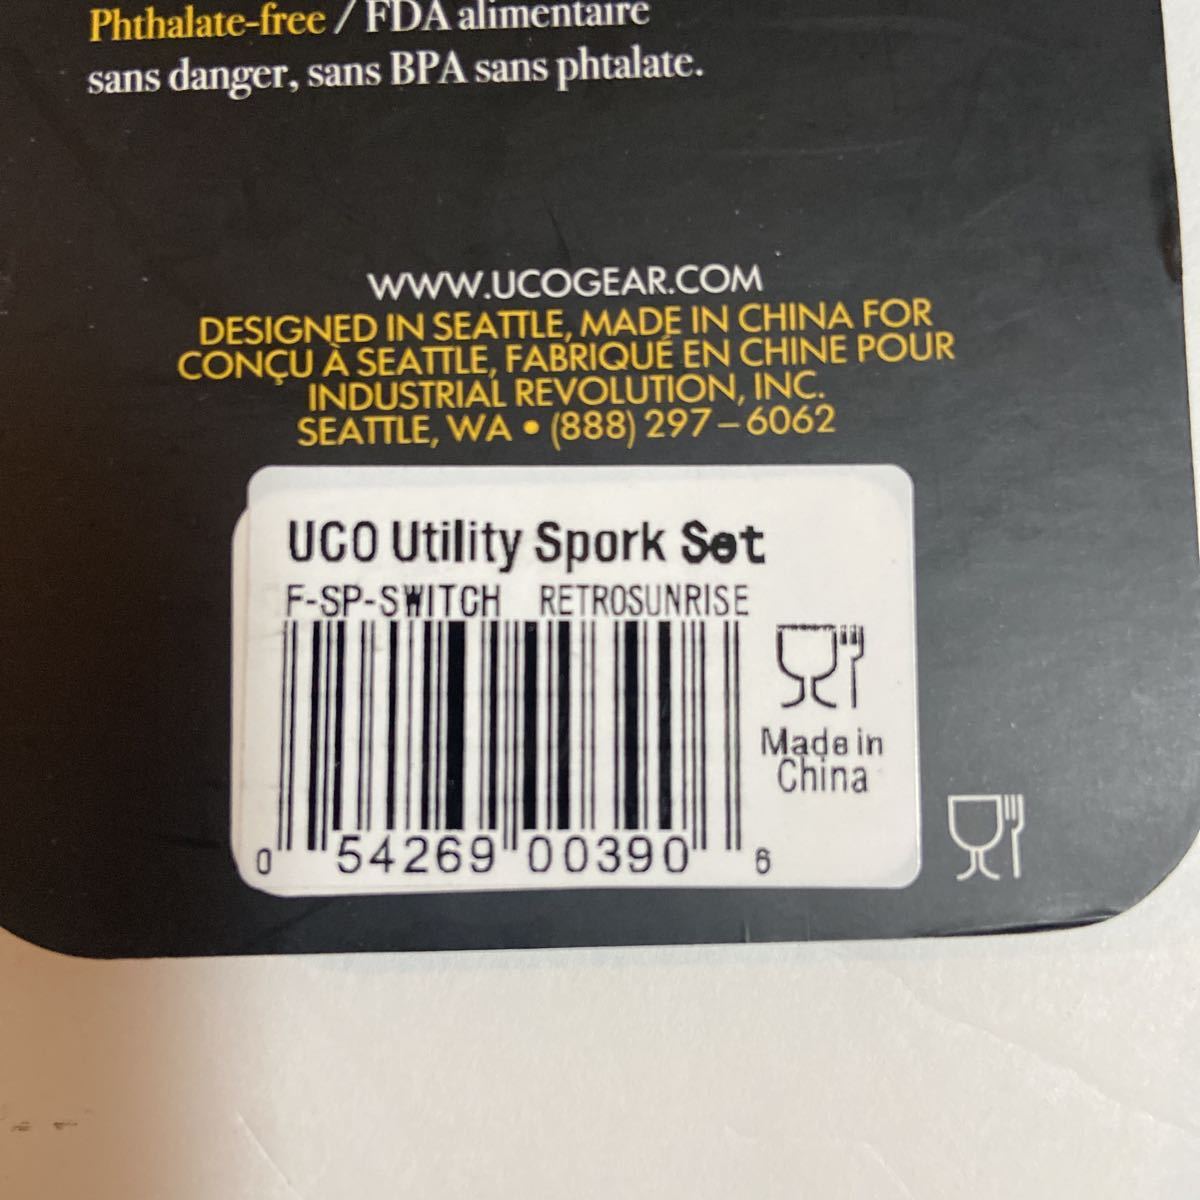 Phthalate-free / FDA alimentaire
sans danger, sans BPA sans phtalate.
WWW.UCOGEAR.COM
DESIGNED IN SEATTLE, MADE IN CHINA FOR
CONÇU À SEATTLE, FABRIQUÉ EN CHINE POUR
INDUSTRIAL REVOLUTION, INC.
SEATTLE, WA • (888) 297–6062
UCO Utility Spork Set
F-SP-SWITCH RETROSUNRISE
Made in
China
0 54269 00390 6